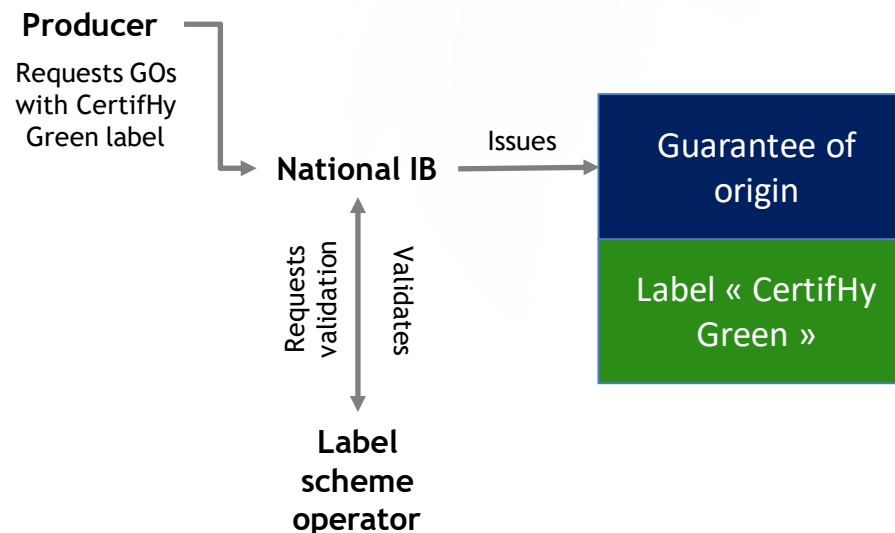 Producer
Requests GOs
with CertifHy
Green label
National IB
Issues
Guarantee of
origin
Label « CertifHy
Green »
Requests
validation
Validates
Label
scheme
operator